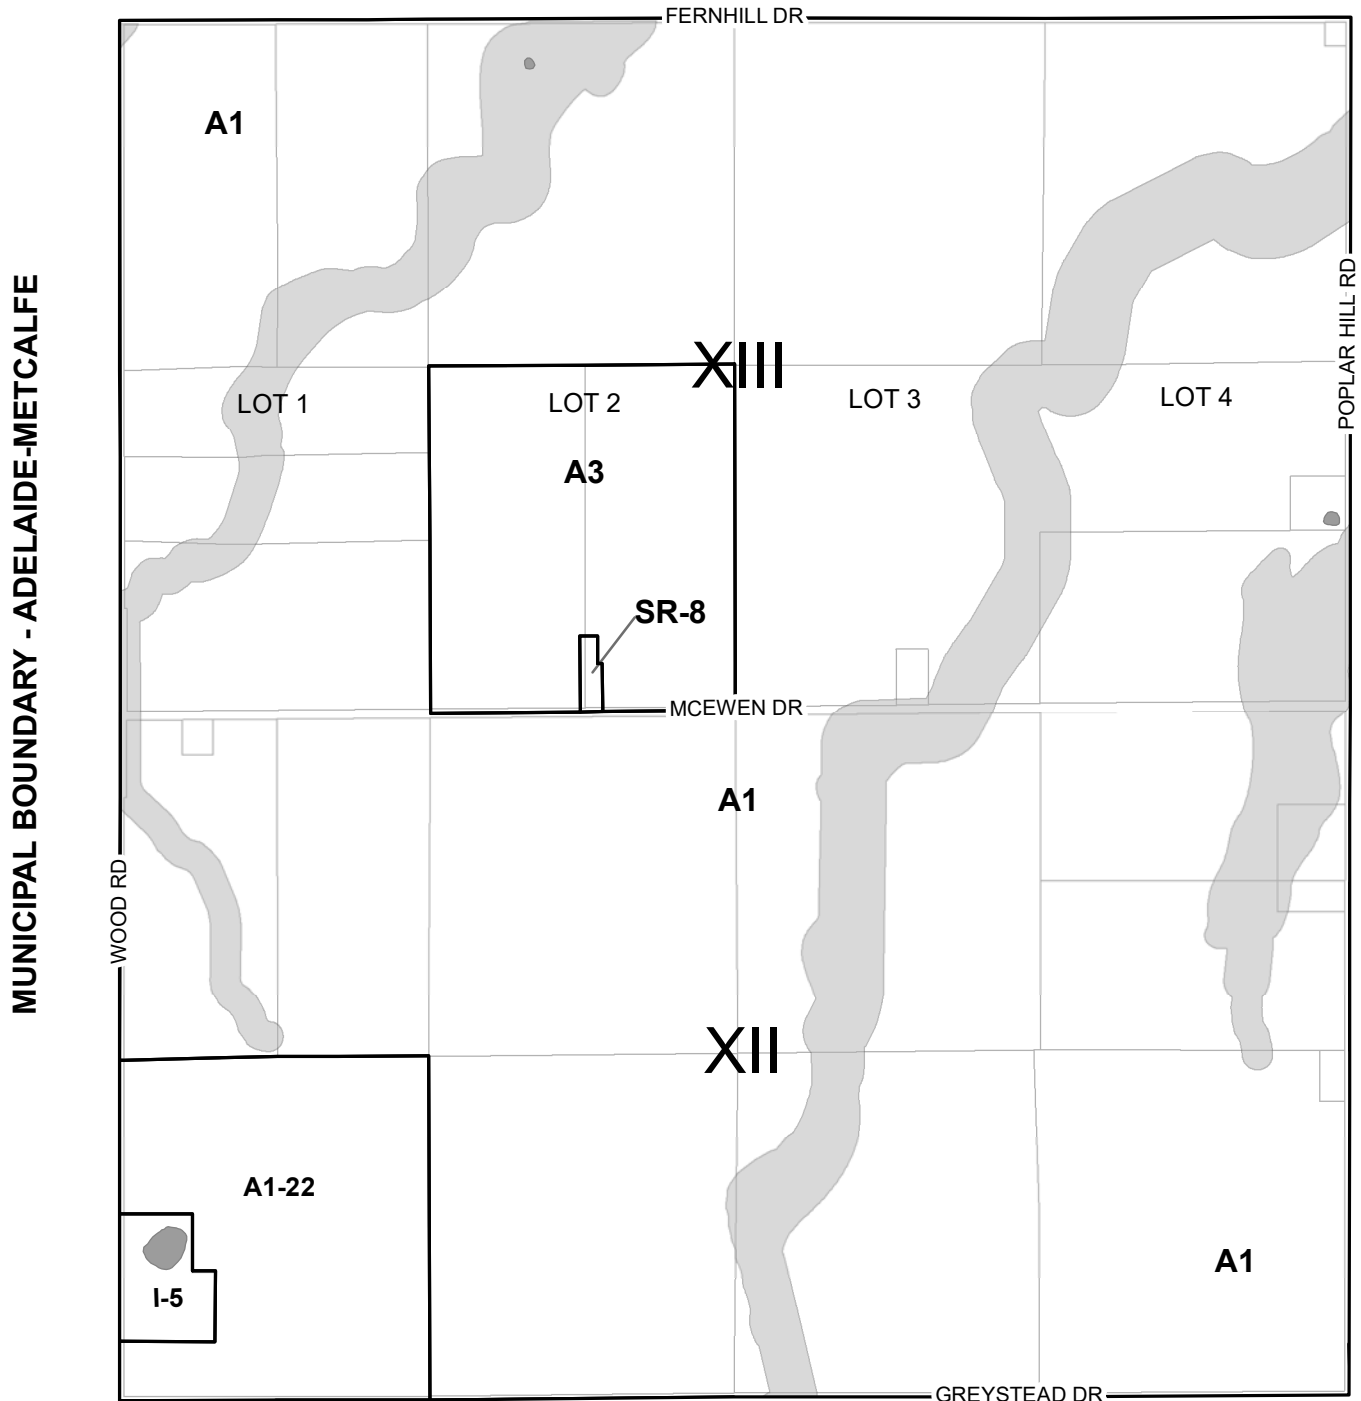 FERNHILL DR
A1
MUNICIPAL BOUNDARY - ADELAIDE-METCALFE
POPLAR HILL RD
XIII
LOT 1
LOT 2
LOT 3
LOT 4
A3
SR-8
MCEWEN DR
A1
WOOD RD
XII
A1-22
A1
I-5
GREYSTEAD DR